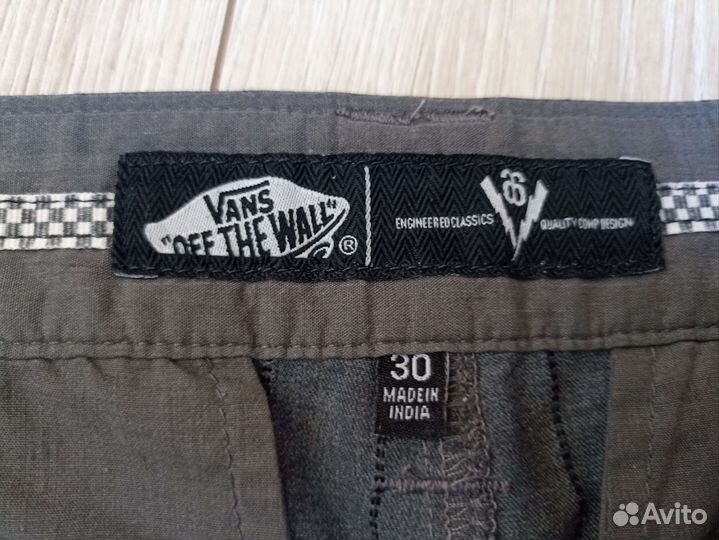 VANS
"OFF THE WALL"
®
ENGINEERED CLASSICS
66
QUALITY COMP DESIGN
30
MADE IN
INDIA
Avito